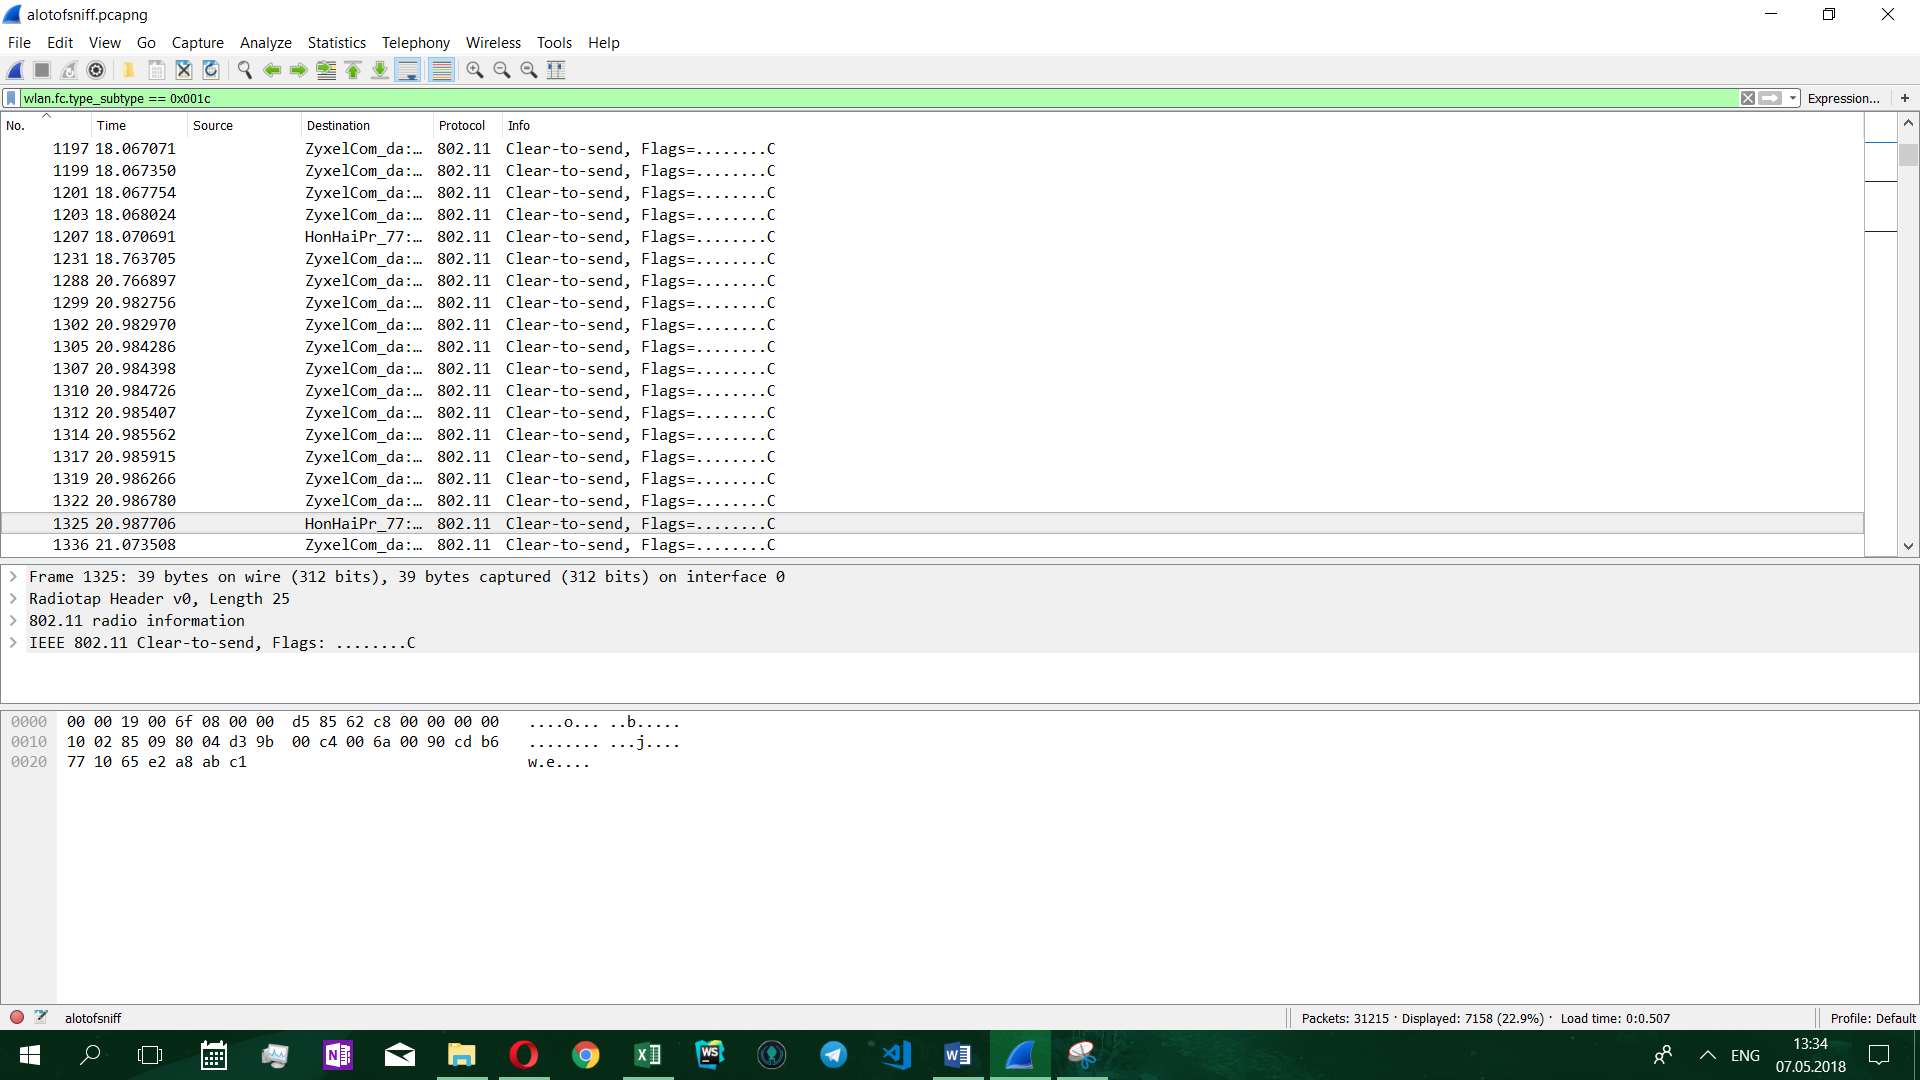 alotofsniff.pcapng
File Edit View Go Capture Analyze Statistics Telephony Wireless Tools Help
wlan.fc.type_subtype == 0x001c
Expression... +
No. Time Source Destination Protocol Info
1197 18.067071 ZyxelCom_da:… 802.11 Clear-to-send, Flags=........C
1199 18.067350 ZyxelCom_da:… 802.11 Clear-to-send, Flags=........C
1201 18.067754 ZyxelCom_da:… 802.11 Clear-to-send, Flags=........C
1203 18.068024 ZyxelCom_da:… 802.11 Clear-to-send, Flags=........C
1207 18.070691 HonHaiPr_77:… 802.11 Clear-to-send, Flags=........C
1231 18.763705 ZyxelCom_da:… 802.11 Clear-to-send, Flags=........C
1288 20.766897 ZyxelCom_da:… 802.11 Clear-to-send, Flags=........C
1299 20.982756 ZyxelCom_da:… 802.11 Clear-to-send, Flags=........C
1302 20.982970 ZyxelCom_da:… 802.11 Clear-to-send, Flags=........C
1305 20.984286 ZyxelCom_da:… 802.11 Clear-to-send, Flags=........C
1307 20.984398 ZyxelCom_da:… 802.11 Clear-to-send, Flags=........C
1310 20.984726 ZyxelCom_da:… 802.11 Clear-to-send, Flags=........C
1312 20.985407 ZyxelCom_da:… 802.11 Clear-to-send, Flags=........C
1314 20.985562 ZyxelCom_da:… 802.11 Clear-to-send, Flags=........C
1317 20.985915 ZyxelCom_da:… 802.11 Clear-to-send, Flags=........C
1319 20.986266 ZyxelCom_da:… 802.11 Clear-to-send, Flags=........C
1322 20.986780 ZyxelCom_da:… 802.11 Clear-to-send, Flags=........C
1325 20.987706 HonHaiPr_77:… 802.11 Clear-to-send, Flags=........C
1336 21.073508 ZyxelCom_da:… 802.11 Clear-to-send, Flags=........C
Frame 1325: 39 bytes on wire (312 bits), 39 bytes captured (312 bits) on interface 0
Radiotap Header v0, Length 25
802.11 radio information
IEEE 802.11 Clear-to-send, Flags: ........C
0000 00 00 19 00 6f 08 00 00 d5 85 62 c8 00 00 00 00 ....o... ..b.....
0010 10 02 85 09 80 04 d3 9b 00 c4 00 6a 00 90 cd b6 ........ ...j....
0020 77 10 65 e2 a8 ab c1 w.e....
alotofsniff
Packets: 31215 · Displayed: 7158 (22.9%) · Load time: 0:0.507
Profile: Default
N
WS
W
ENG
13:34
07.05.2018